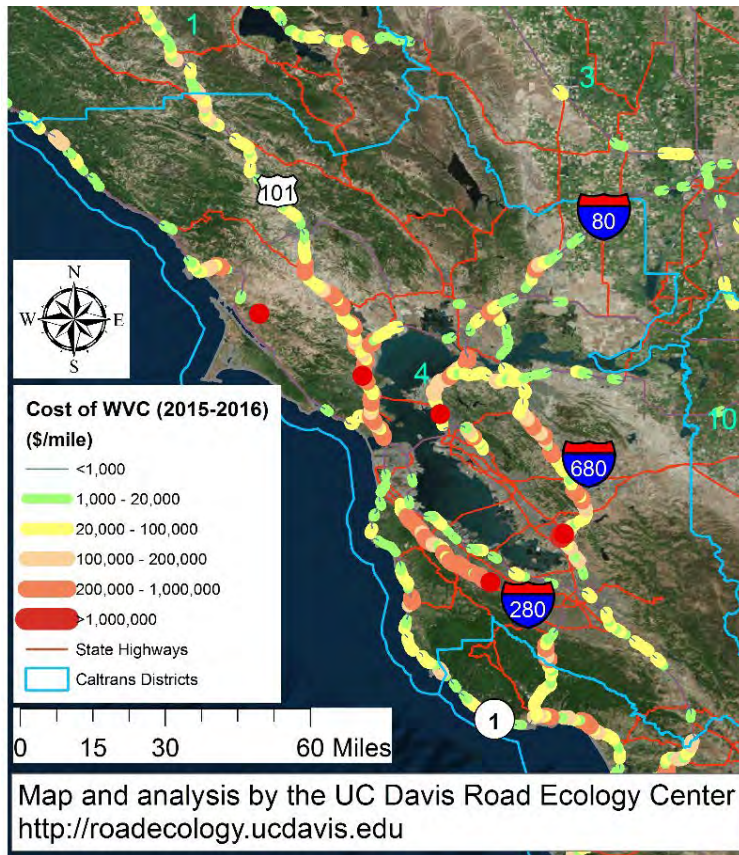 1
3
101
80
N
W E
S
4
10
Cost of WVC (2015-2016)
($/mile)
<1,000
1,000 - 20,000
20,000 - 100,000
100,000 - 200,000
200,000 - 1,000,000
>1,000,000
State Highways
Caltrans Districts
680
280
1
0 15 30 60 Miles
Map and analysis by the UC Davis Road Ecology Center
http://roadecology.ucdavis.edu